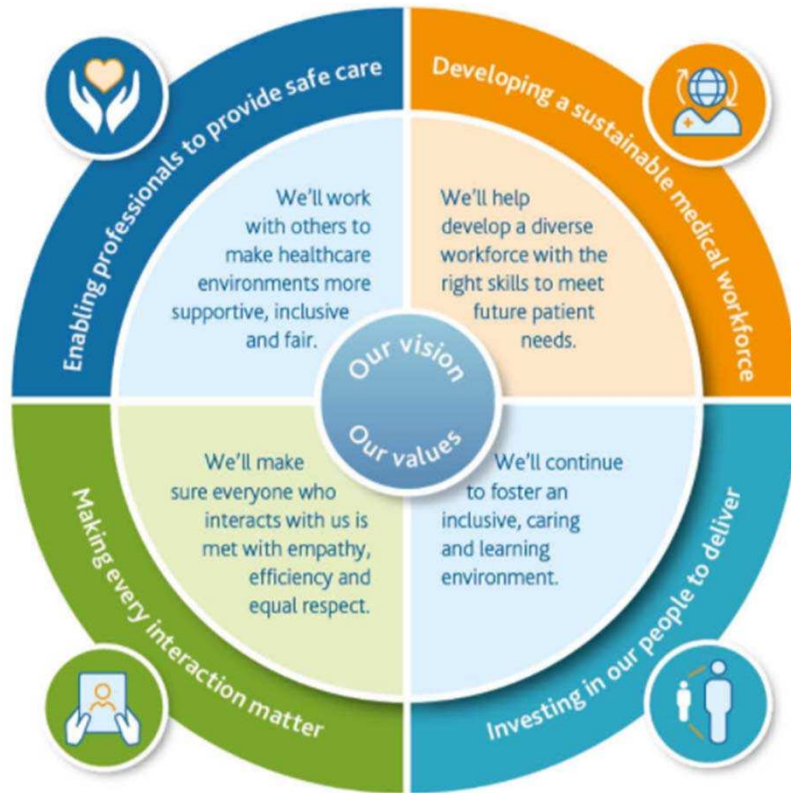 Enabling professionals to provide safe care
We'll work
with others to
make healthcare
environments more
supportive, inclusive
and fair.
Developing a sustainable medical workforce
We'll help
develop a diverse
workforce with the
right skills to meet
future patient
needs.
Our vision
Our values
Making every interaction matter
We'll make
sure everyone who
interacts with us is
met with empathy,
efficiency and
equal respect.
Investing in our people to deliver
We'll continue
to foster an
inclusive, caring
and learning
environment.